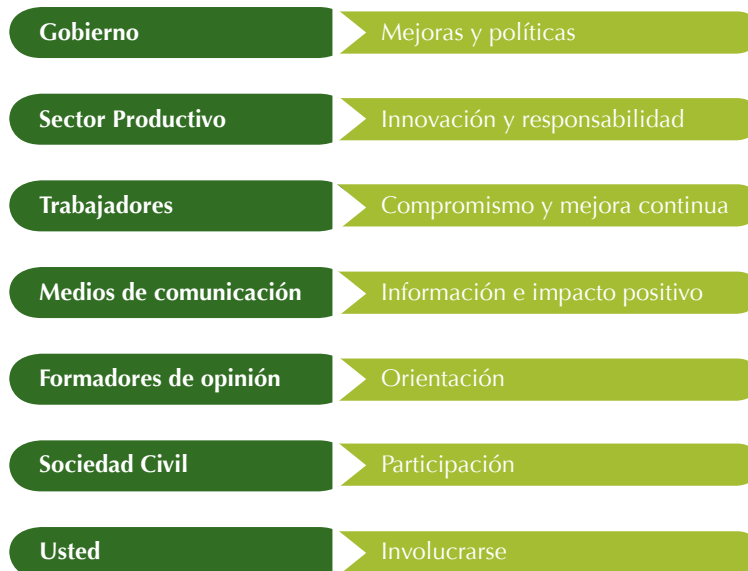 Gobierno Mejoras y políticas
Sector Productivo Innovación y responsabilidad
Trabajadores Compromismo y mejora continua
Medios de comunicación Información e impacto positivo
Formadores de opinión Orientación
Sociedad Civil Participación
Usted Involucrarse